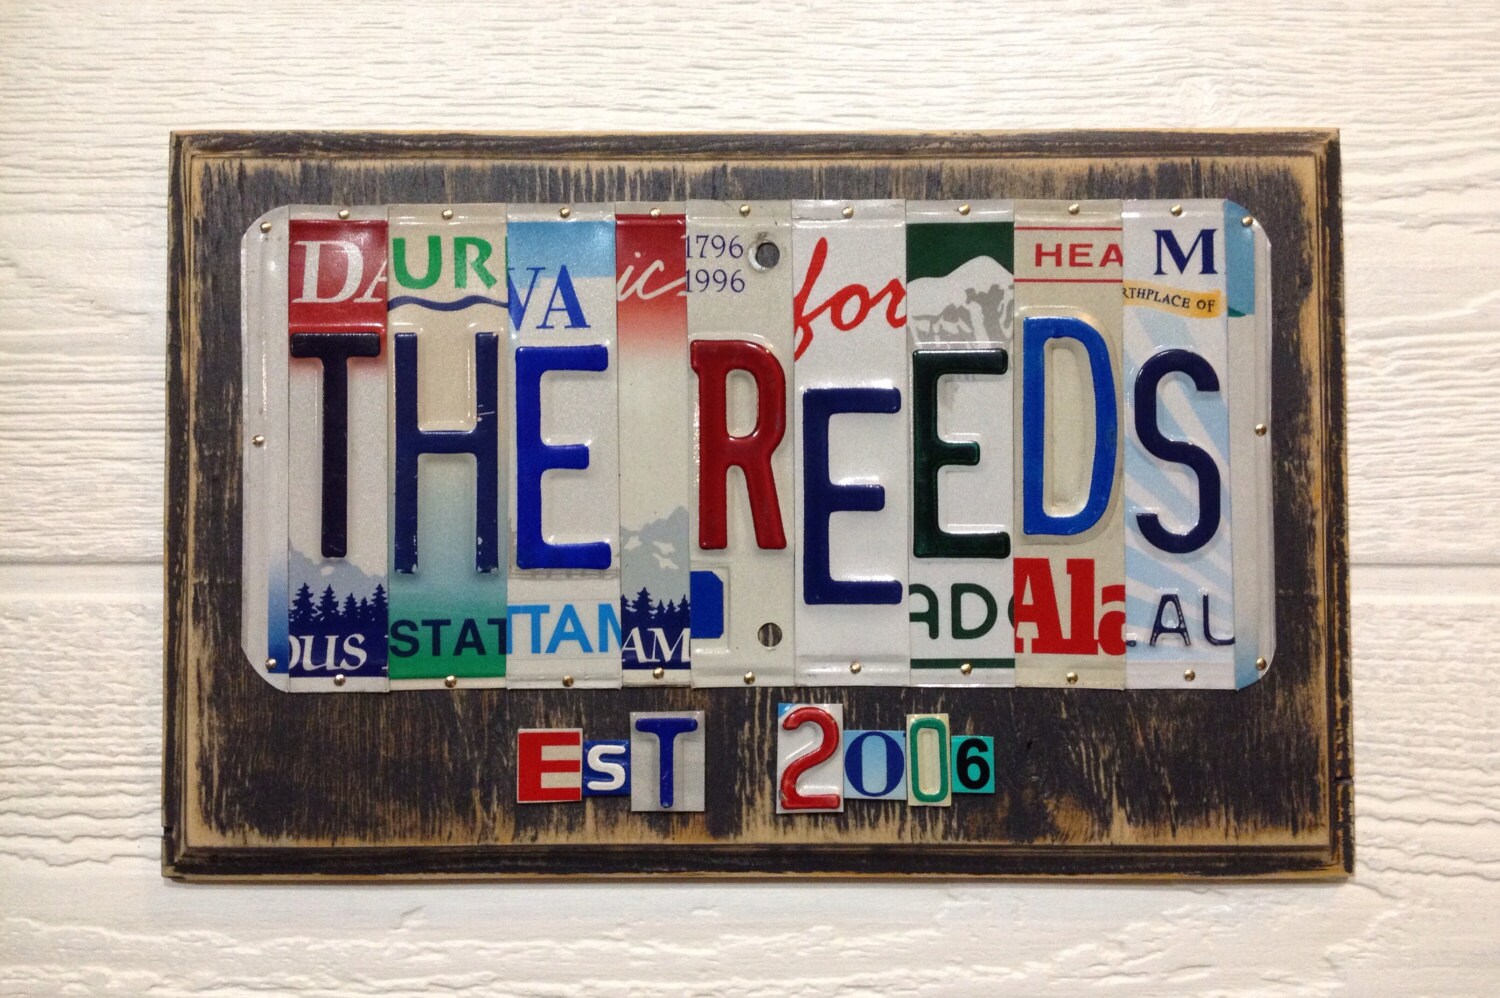 DA UR VA ic 1796 for HEA M
1996
RTHPLACE OF
THE REEDS
OUS STAT TTAM AM ADO Ala AU
EsT 2006